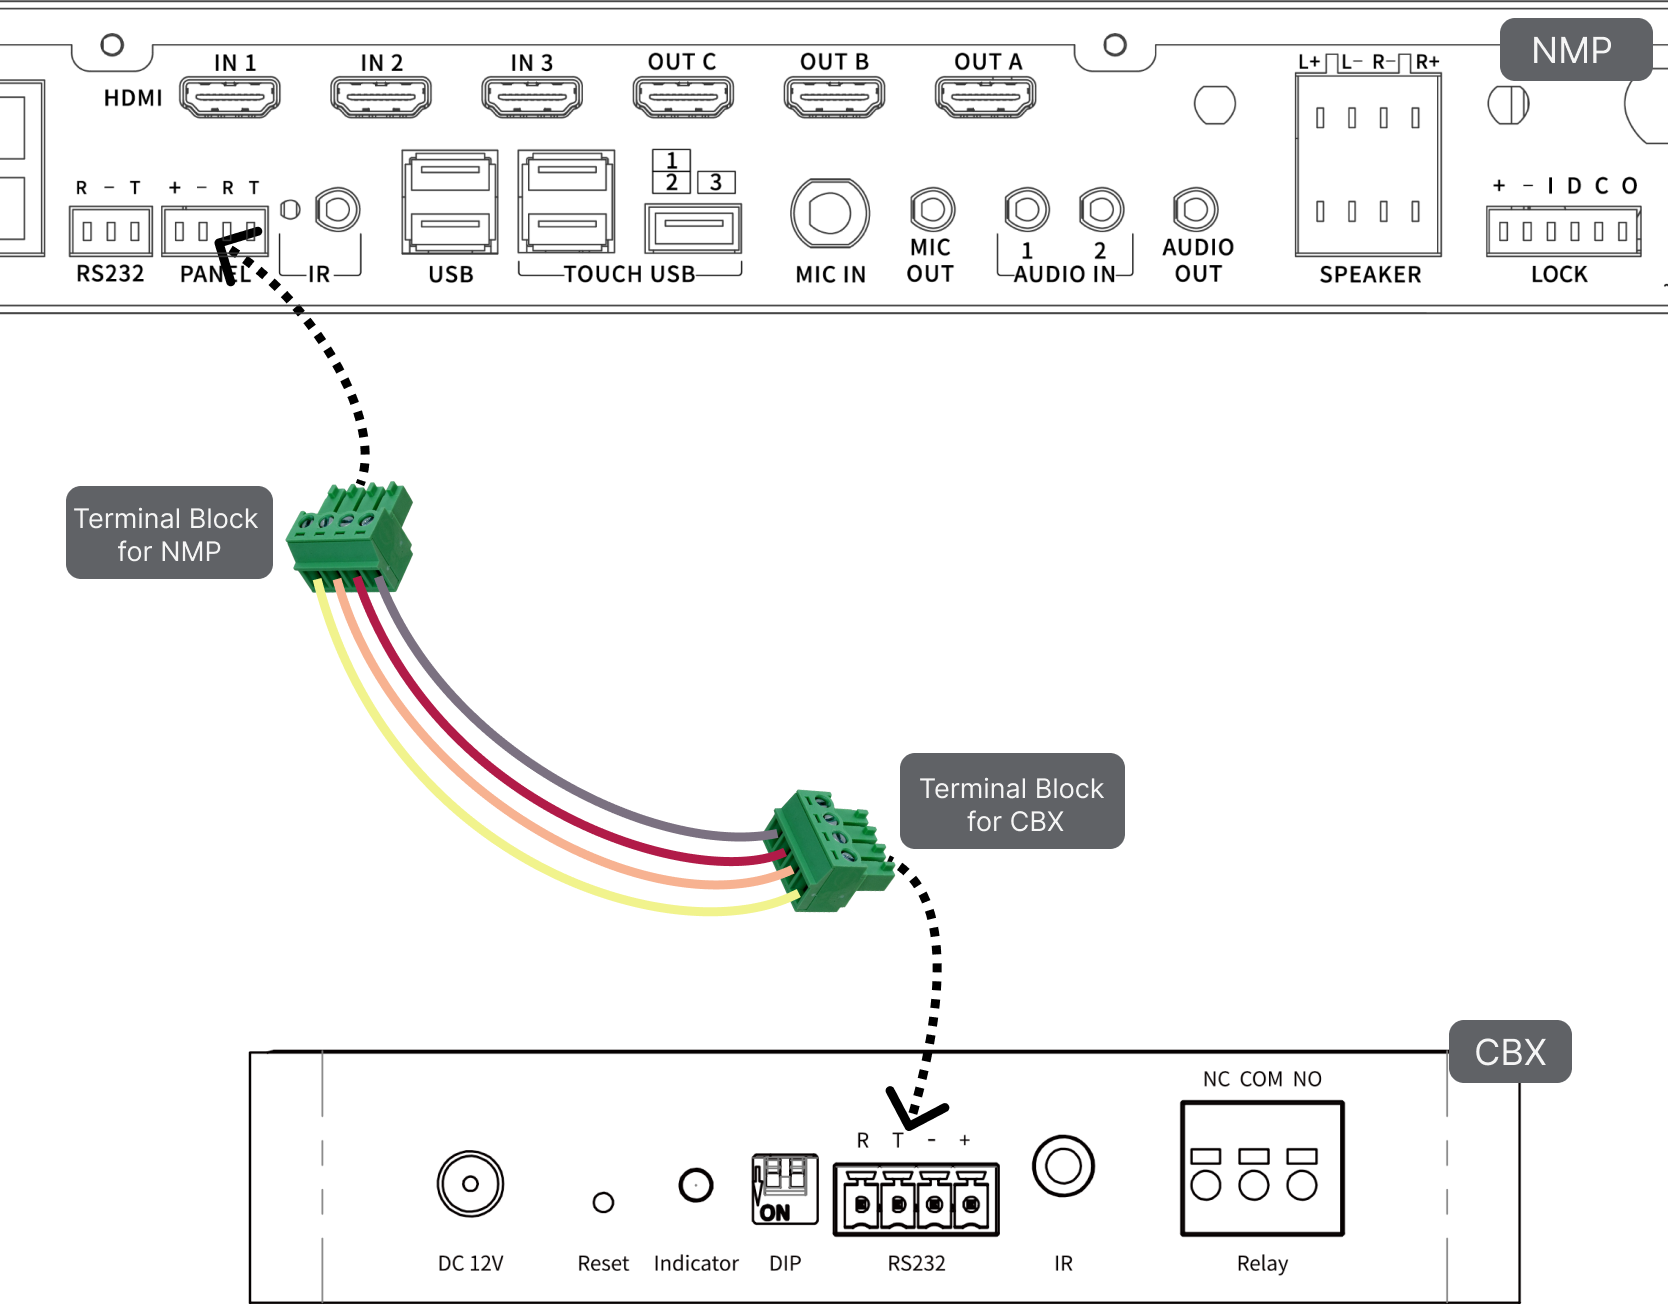 NMP
IN 1 IN 2 IN 3 OUT C OUT B OUT A
L+ L- R- R+
HDMI
1
2 3
R - T
+ - R T
+ - I D C O
RS232 PANEL IR USB TOUCH USB MIC IN
MIC
OUT
1 2
AUDIO IN
AUDIO
OUT
SPEAKER
LOCK
Terminal Block
for NMP
Terminal Block
for CBX
CBX
NC COM NO
R T - +
ON
DC 12V Reset Indicator DIP RS232 IR Relay